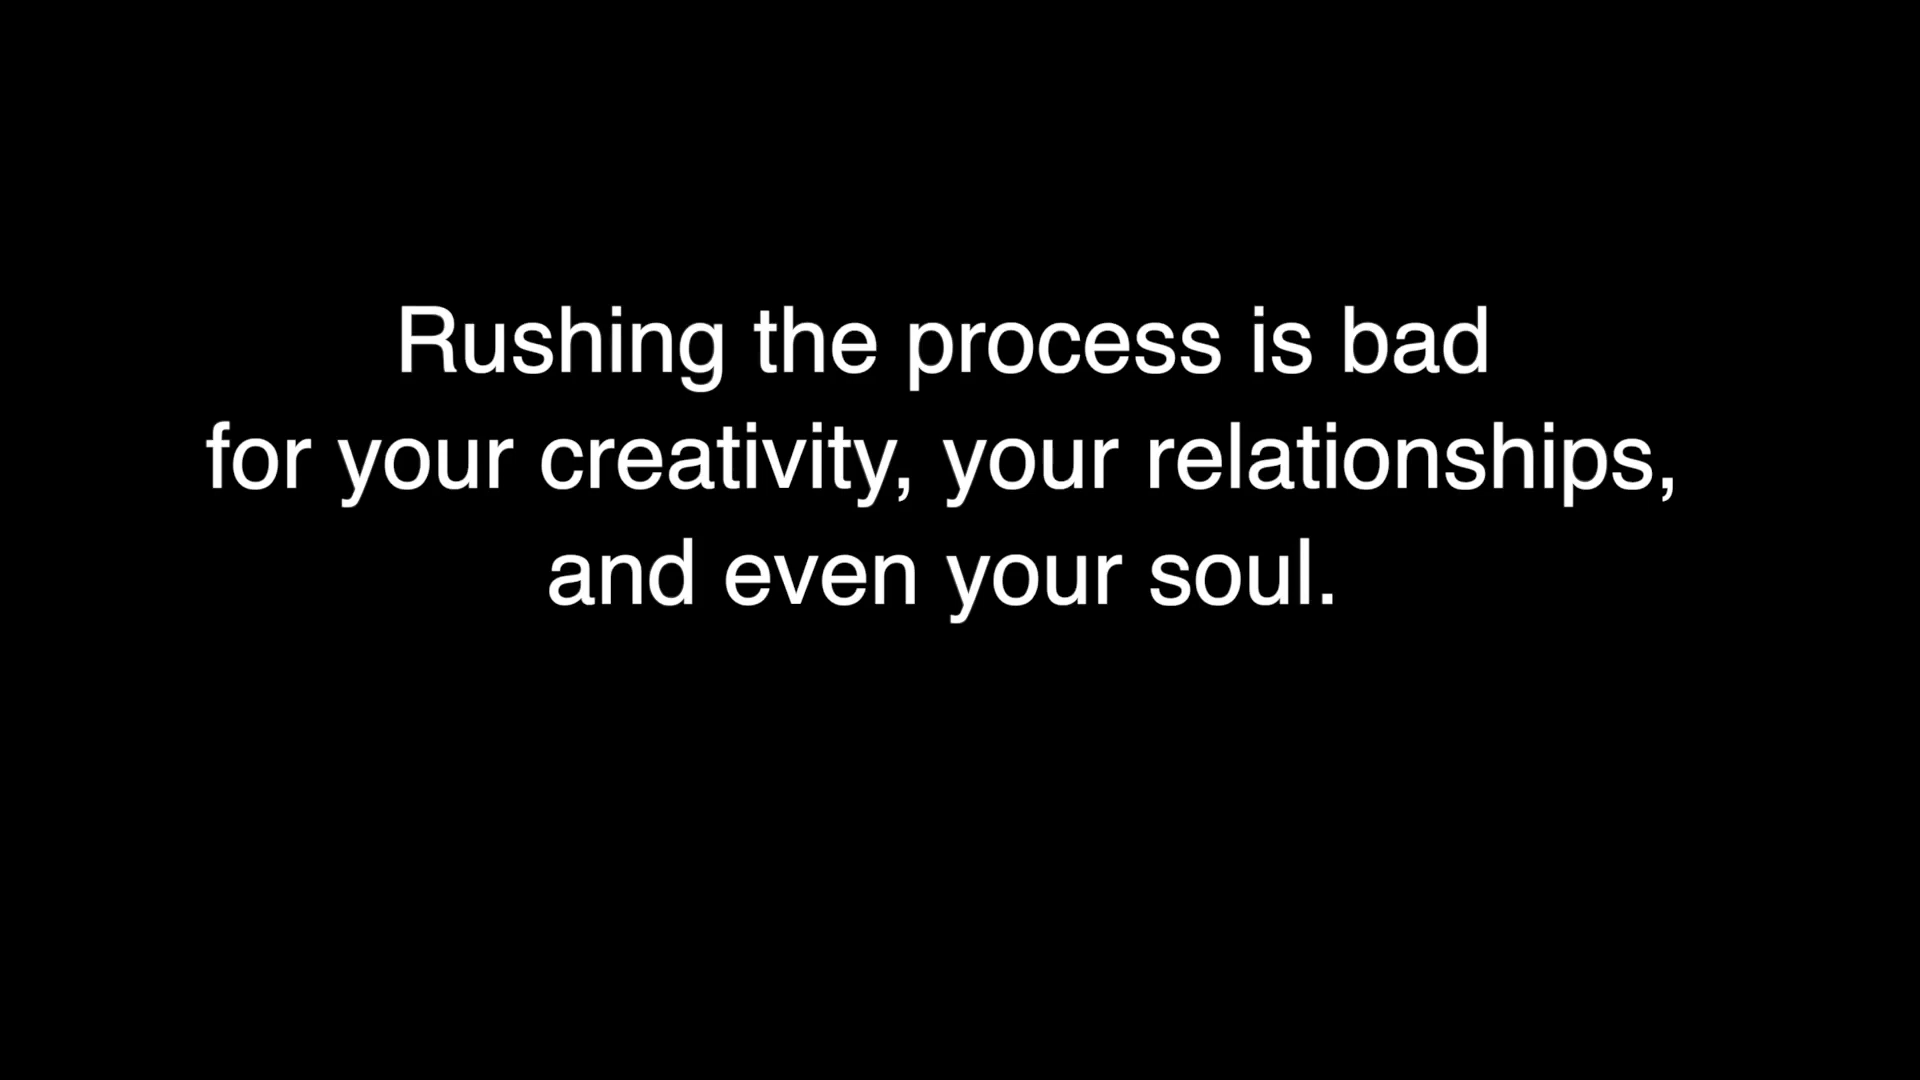 Rushing the process is bad
for your creativity, your relationships,
and even your soul.